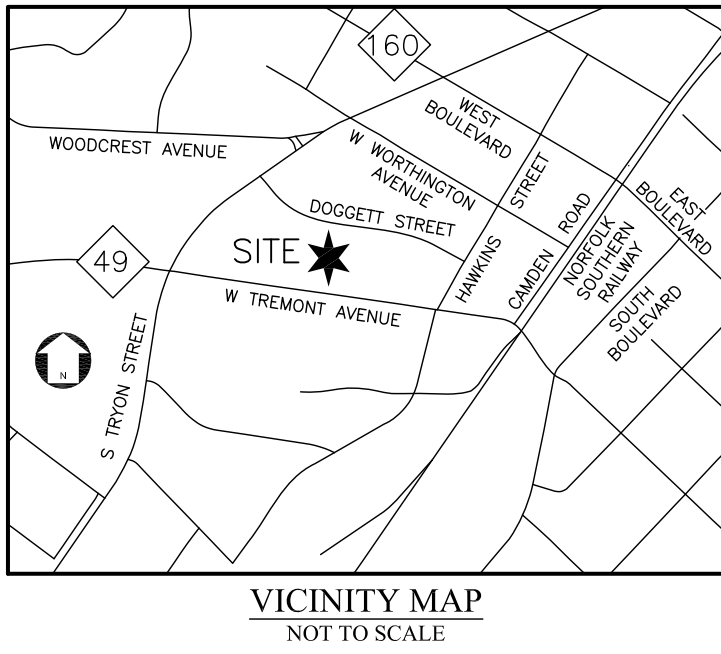 160
WOODCREST AVENUE
WEST
BOULEVARD
W WORTHINGTON
AVENUE
DOGGETT STREET
HAWKINS STREET
CAMDEN ROAD
EAST
BOULEVARD
NORFOLK
SOUTHERN
RAILWAY
SOUTH
BOULEVARD
SITE
49
W TREMONT AVENUE
S TRYON STREET
N
VICINITY MAP
NOT TO SCALE